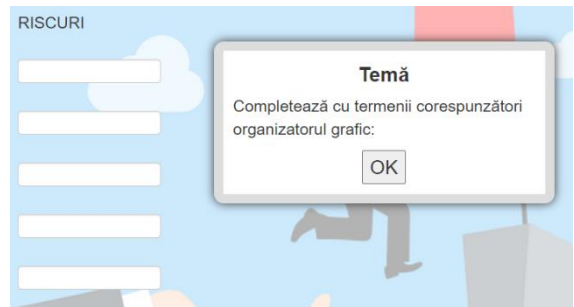 RISCURI
Temă
Completează cu termenii corespunzători
organizatorul grafic:
OK